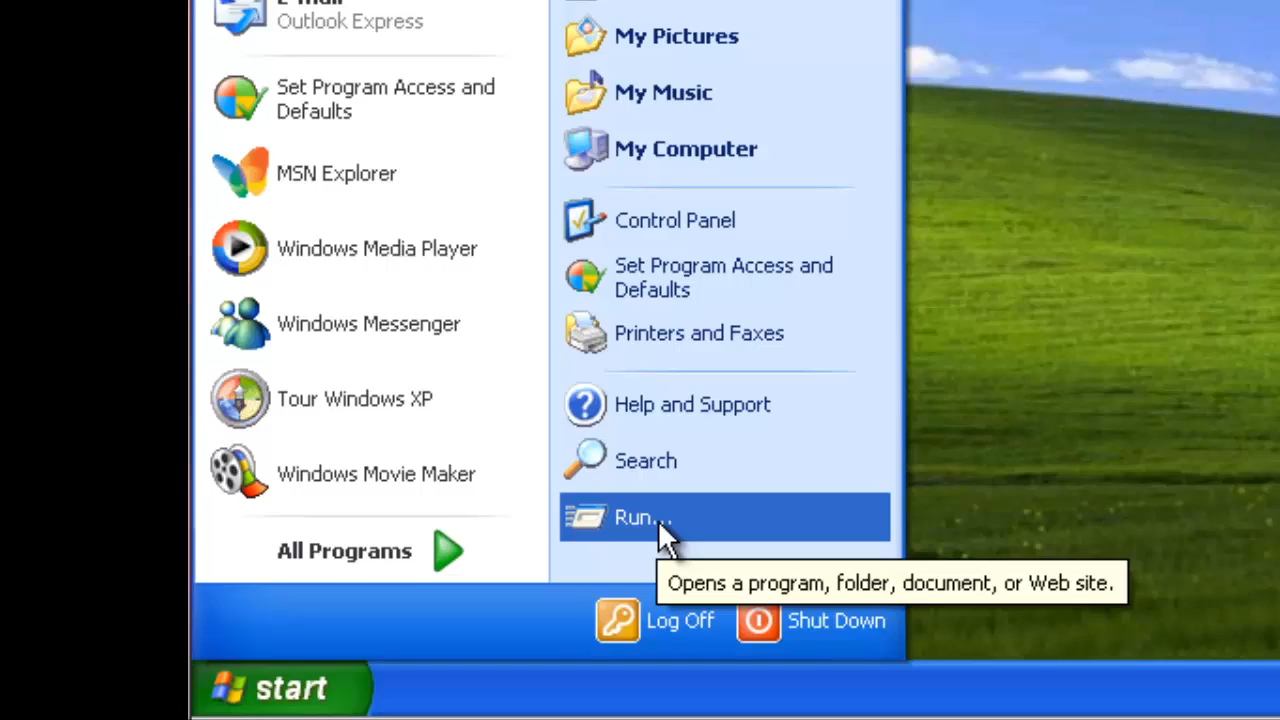 E-mail
Outlook Express
Set Program Access and
Defaults
MSN Explorer
Windows Media Player
Windows Messenger
Tour Windows XP
Windows Movie Maker
All Programs
My Pictures
My Music
My Computer
Control Panel
Set Program Access and
Defaults
Printers and Faxes
Help and Support
Search
Run...
Opens a program, folder, document, or Web site.
Log Off
Shut Down
start